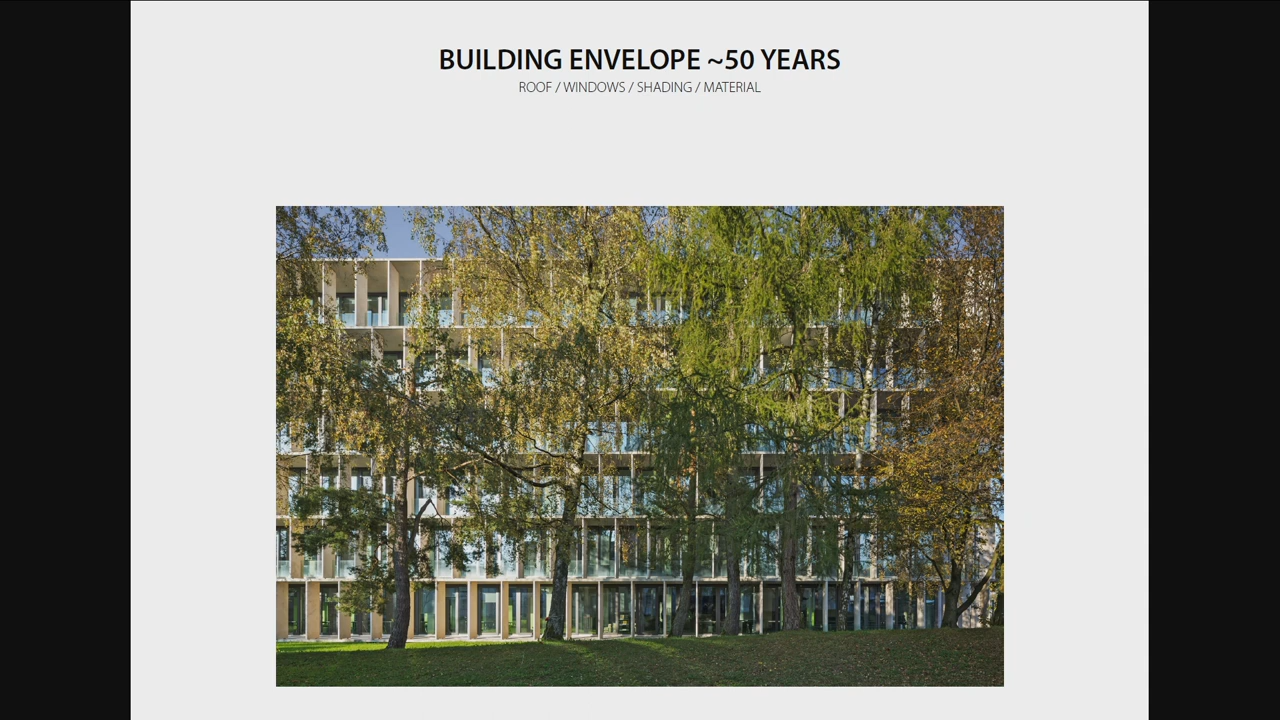 BUILDING ENVELOPE ~50 YEARS
ROOF / WINDOWS / SHADING / MATERIAL